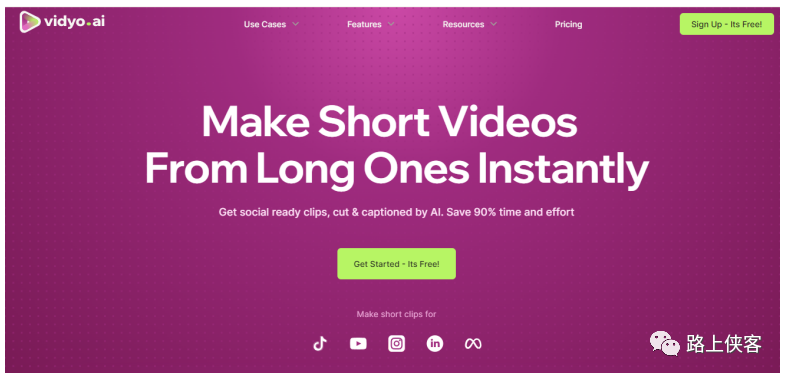 vidyo.ai
Use Cases
Features
Resources
Pricing
Sign Up - Its Free!
Make Short Videos
From Long Ones Instantly
Get social ready clips, cut & captioned by AI. Save 90% time and effort
Get Started - Its Free!
Make short clips for
in
路上侠客